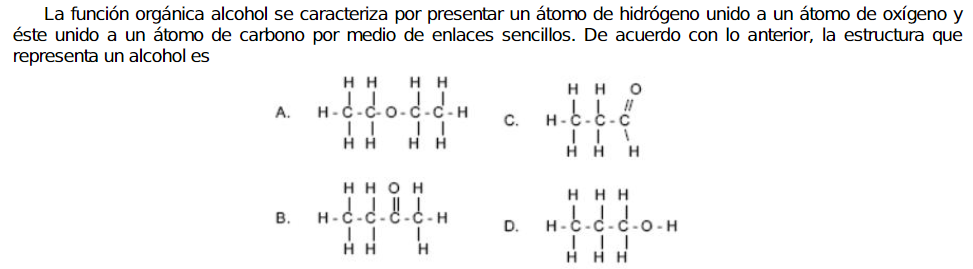 La función orgánica alcohol se caracteriza por presentar un átomo de hidrógeno unido a un átomo de oxígeno y
éste unido a un átomo de carbono por medio de enlaces sencillos. De acuerdo con lo anterior, la estructura que
representa un alcohol es
A.
H H H H
H - C - C - O - C - C - H
H H H H
C.
H H O
H - C - C - C
H H H
B.
H H O H
H - C - C - C - C - H
H H H
D.
H H H
H - C - C - C - O - H
H H H